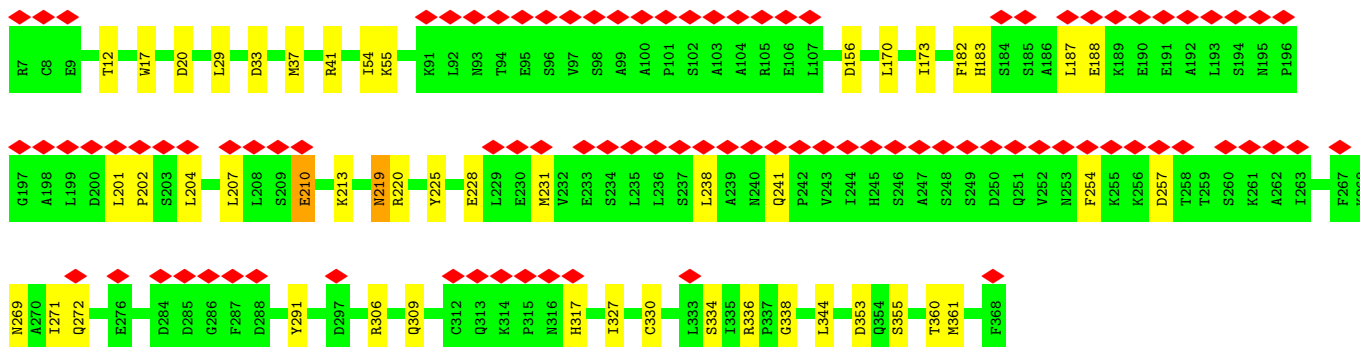 R7 C8 E9 T12 W17 D20 L29 D33 M37 R41 I54 K55 K91 L92 N93 T94 E95 S96 V97 S98 A99 A100 P101 S102 A103 A104 R105 E106 L107 D156 L170 I173 F182 H183 S184 S185 A186 L187 E188 K189 E190 E191 A192 L193 S194 N195 P196
G197 A198 L199 D200 L201 P202 S203 L204 L207 L208 S209 E210 K213 N219 R220 Y225 E228 L229 E230 M231 V232 E233 S234 L235 L236 S237 L238 A239 N240 Q241 P242 V243 I244 H245 S246 A247 S248 S249 D250 Q251 V252 N253 F254 K255 K256 D257 T258 T259 S260 K261 A262 I263 F267
N269 A270 I271 Q272 E276 D284 D285 G286 F287 D288 Y291 D297 R306 Q309 C312 Q313 K314 P315 N316 H317 I327 C330 L333 S334 I335 R336 P337 G338 L344 D353 Q354 S355 T360 M361 F368